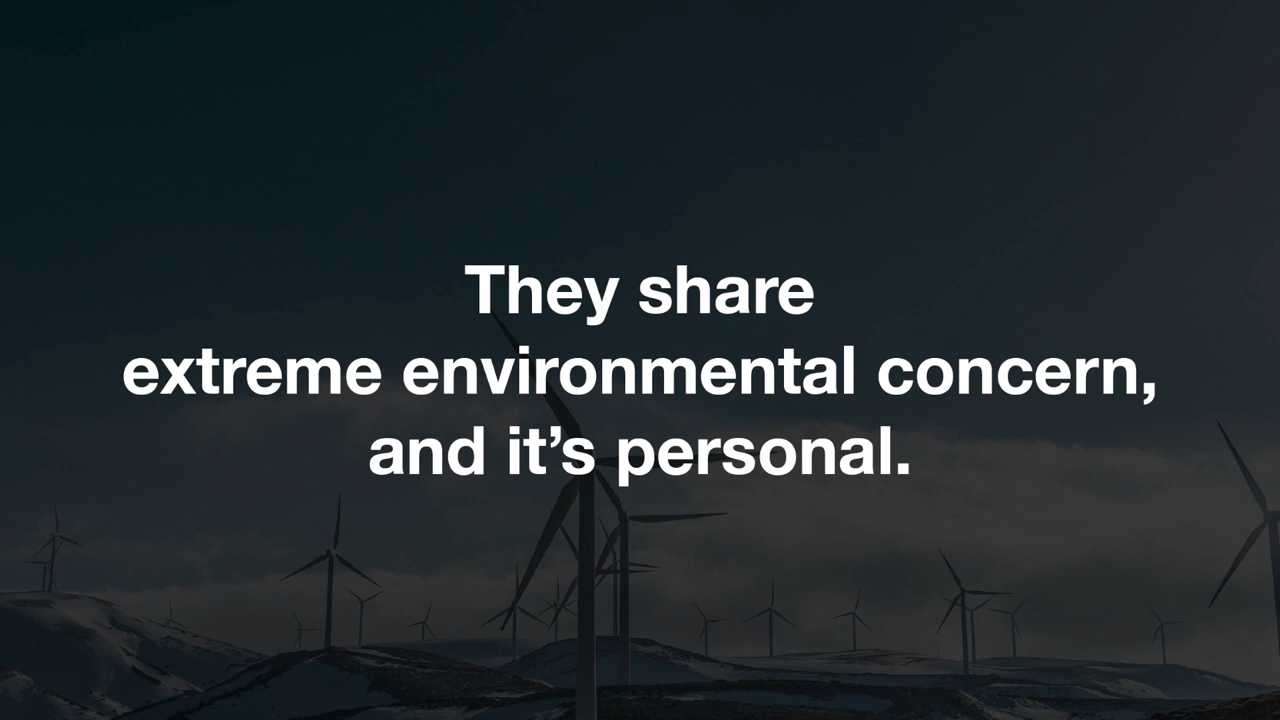 They share
extreme environmental concern,
and it’s personal.